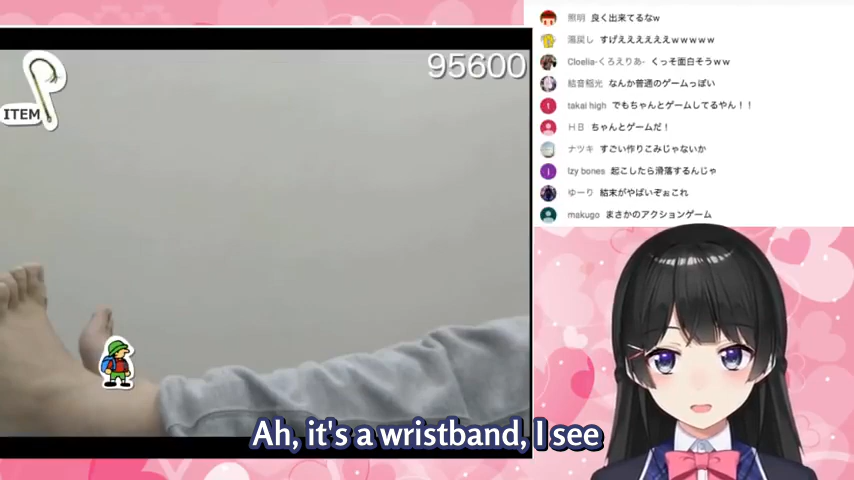 95600
ITEM
照明 良く出来てるなw
湯戻し すげええええええwwwww
Cloelia-くろえりあ- くっそ面白そうww
結音稲光 なんか普通のゲームっぽい
takai high でもちゃんとゲームしてるやん！！
ＨＢ ちゃんとゲームだ！
ナツキ すごい作りこみじゃないか
Izy bones 起こしたら滑落するんじゃ
ゆーり 結末がやばいぞぉこれ
makugo まさかのアクションゲーム
Ah, it's a wristband, I see